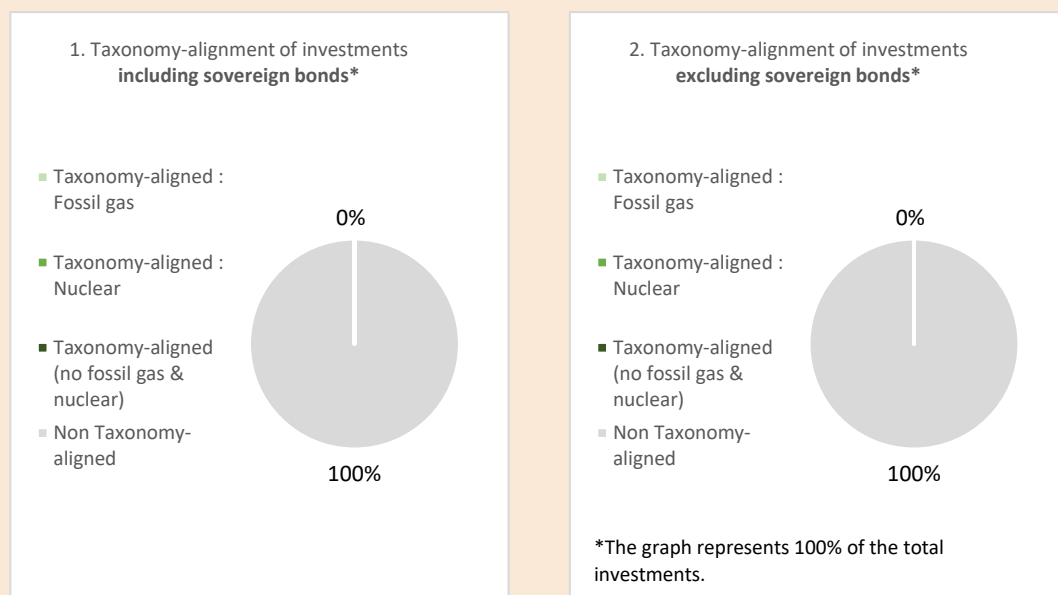 1. Taxonomy-alignment of investments
including sovereign bonds*
Taxonomy-aligned :
Fossil gas
Taxonomy-aligned :
Nuclear
Taxonomy-aligned
(no fossil gas &
nuclear)
Non Taxonomy-
aligned
0%
100%
2. Taxonomy-alignment of investments
excluding sovereign bonds*
Taxonomy-aligned :
Fossil gas
Taxonomy-aligned :
Nuclear
Taxonomy-aligned
(no fossil gas &
nuclear)
Non Taxonomy-
aligned
0%
100%
*The graph represents 100% of the total
investments.